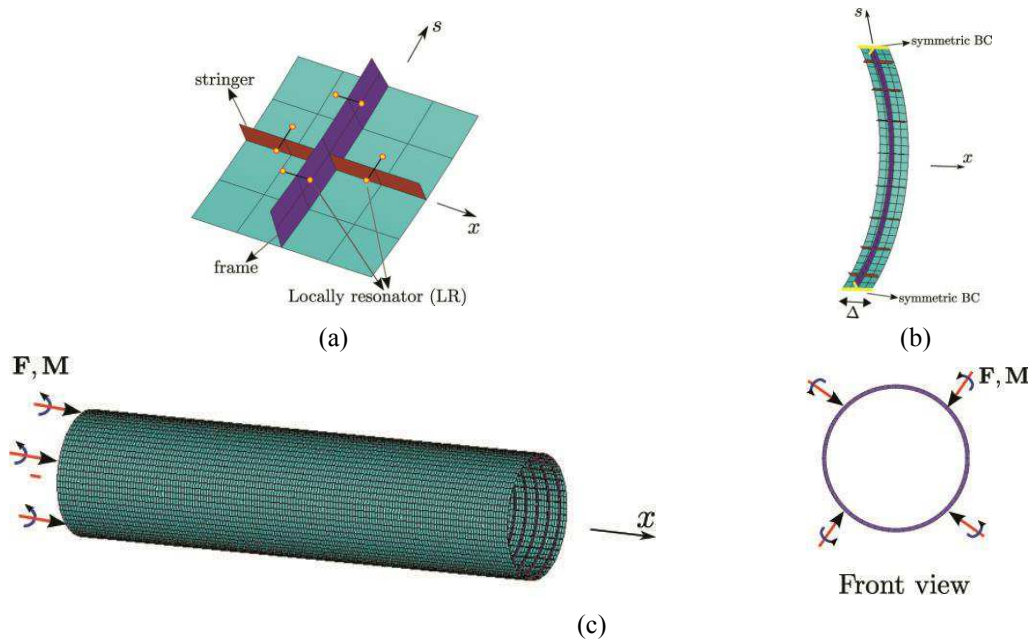 s
stringer
x
frame
Locally resonator (LR)
(a)
s
symmetric BC
x
symmetric BC
Δ
(b)
F, M
x
F, M
Front view
(c)